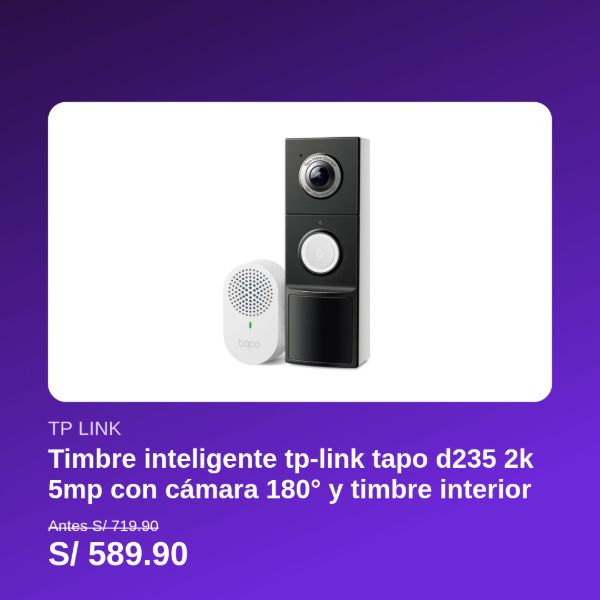 tapo
TP LINK
Timbre inteligente tp-link tapo d235 2k
5mp con cámara 180° y timbre interior
Antes S/ 719.90
S/ 589.90